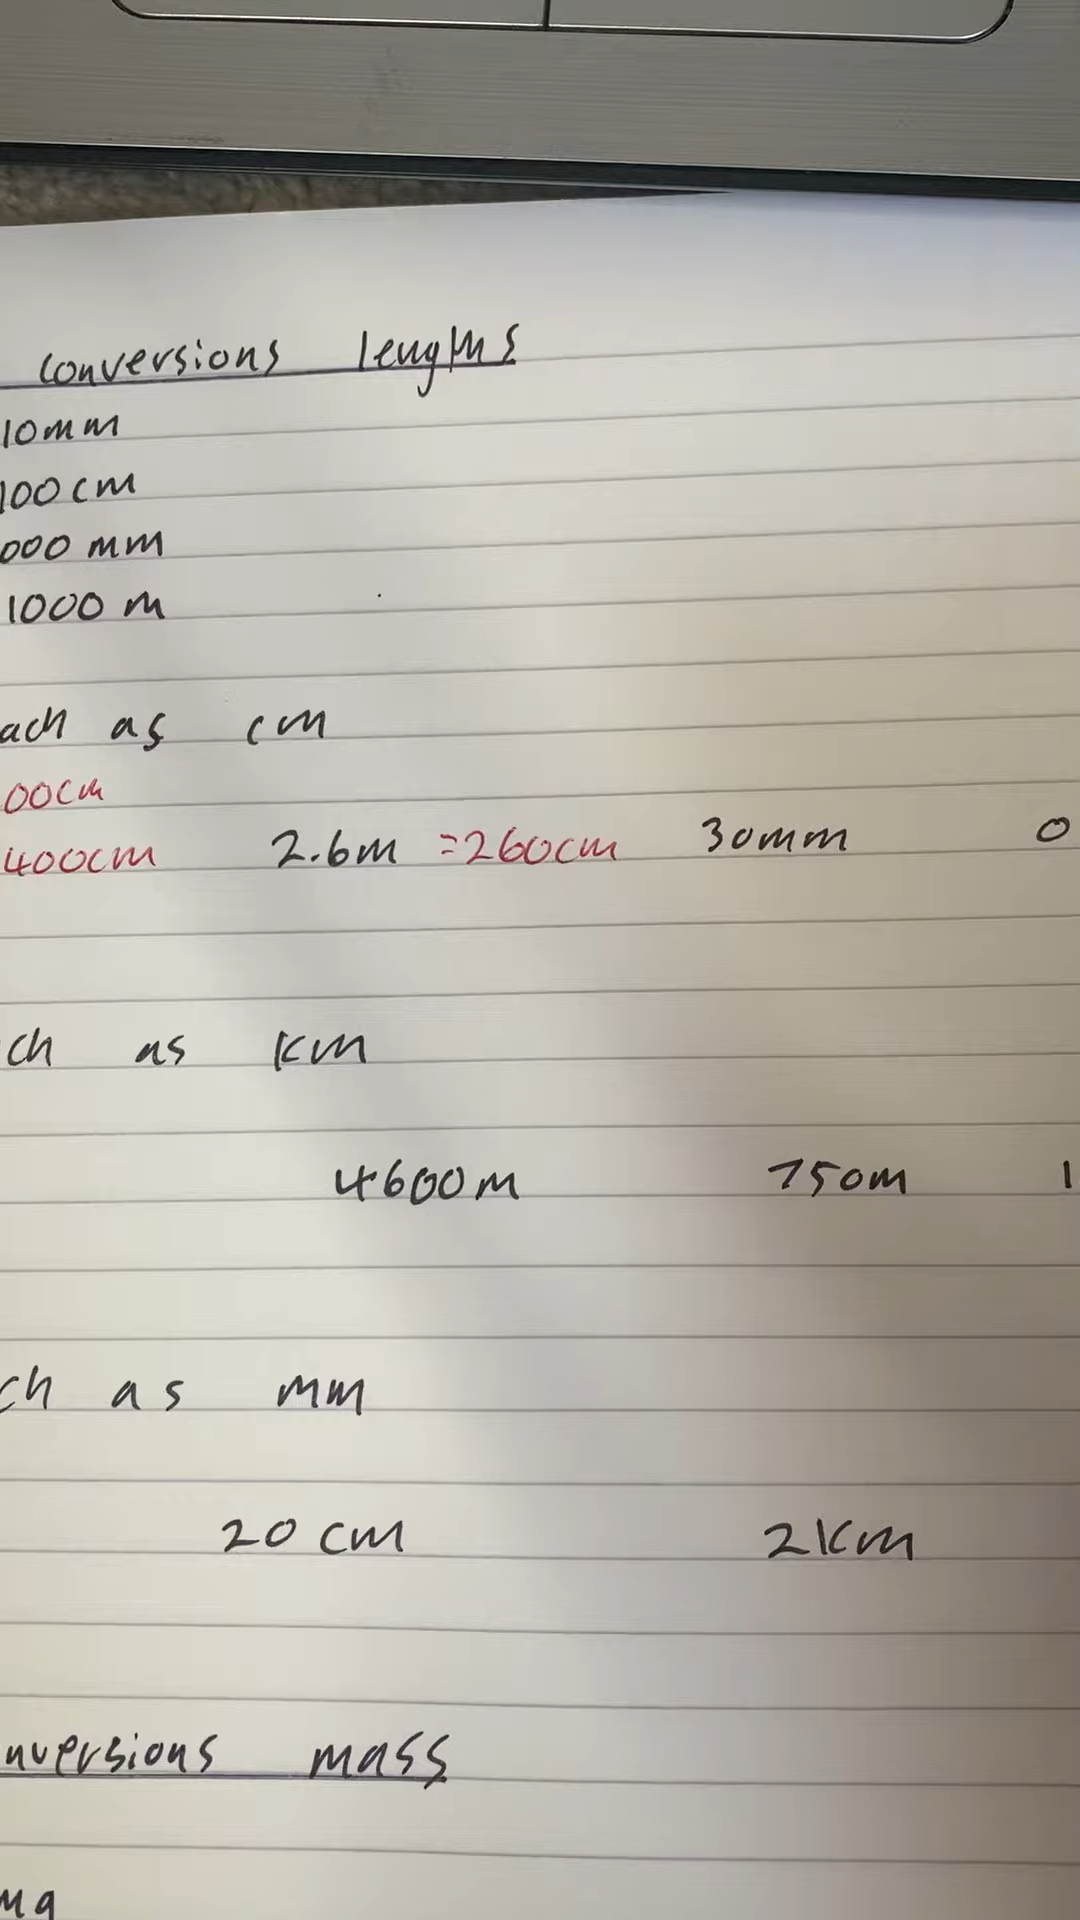 conversions lengths
10mm
100cm
000 mm
1000 m
ach as cm
00cm
400cm 2.6m =260cm 30mm 0
ch as km
4600m 750m 1
ch as mm
20 cm 2km
nversions mass
mg